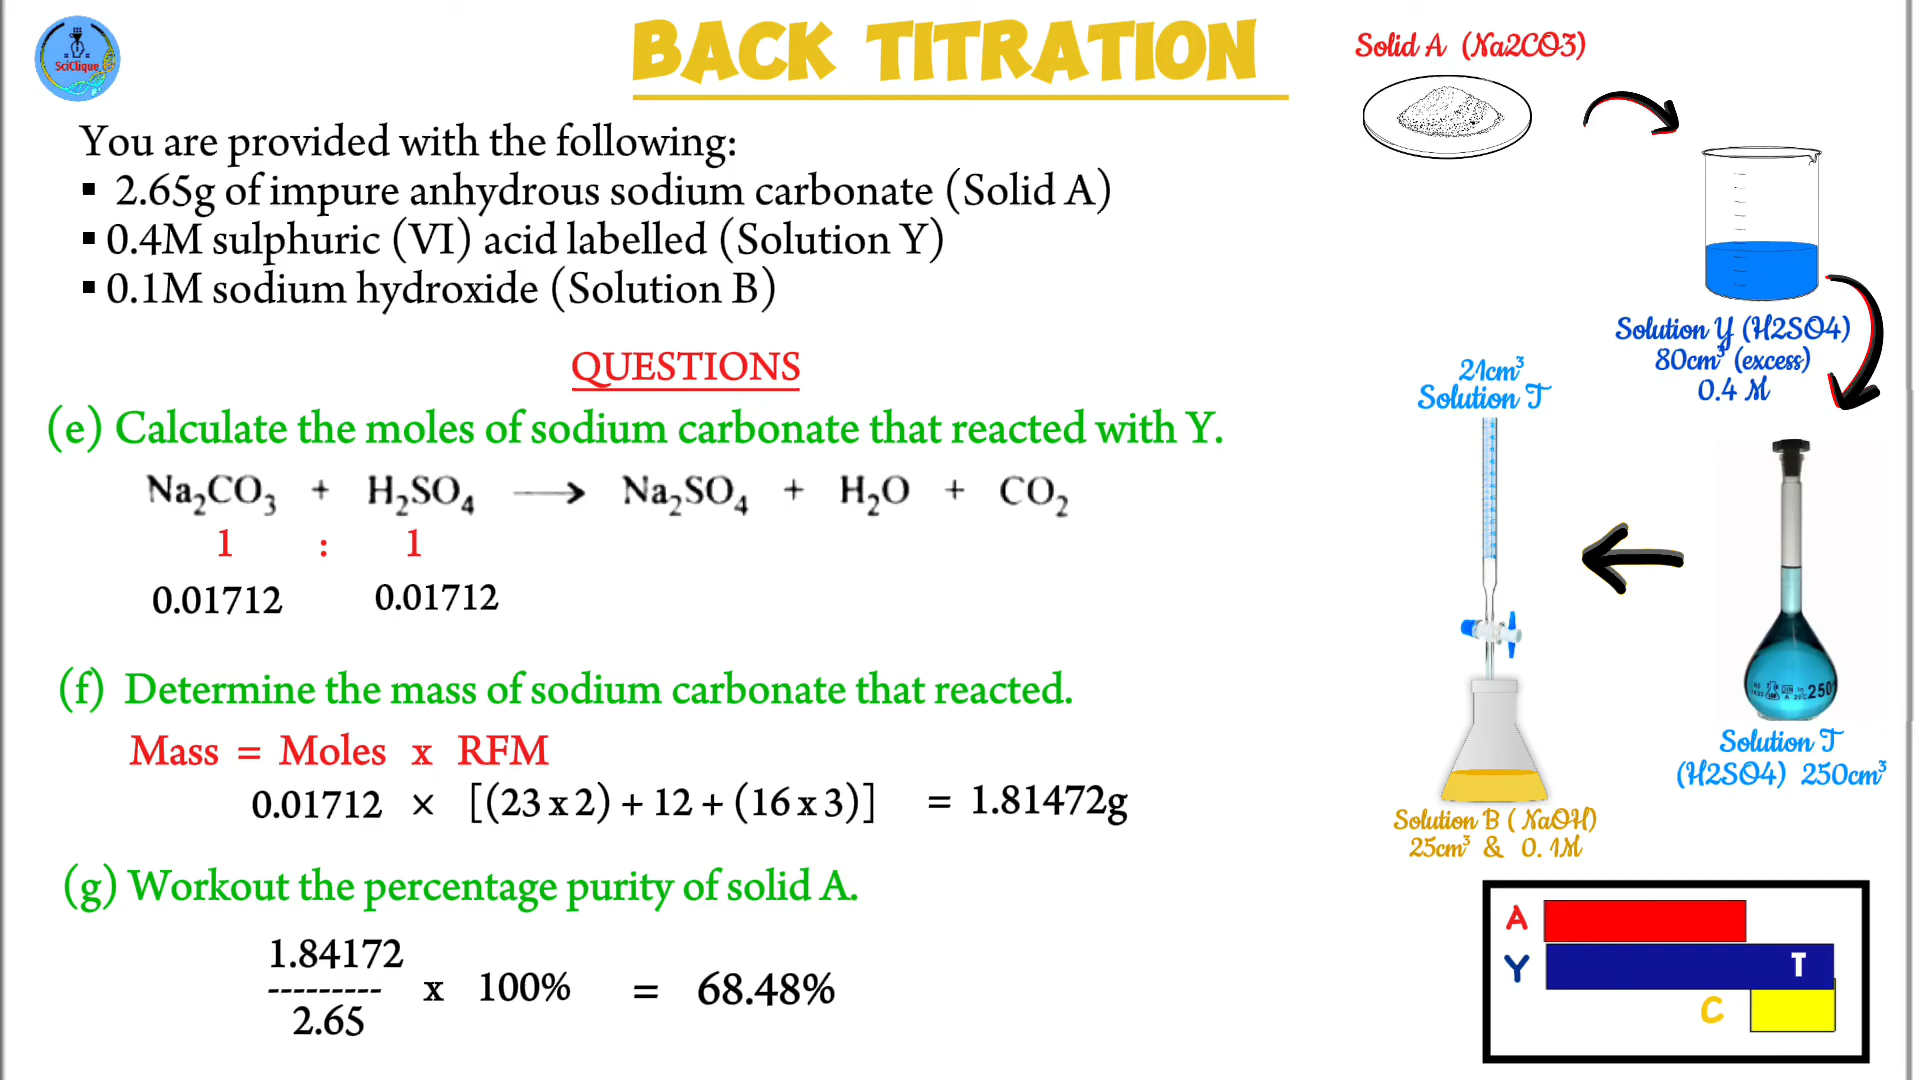 SciClique
BACK TITRATION
You are provided with the following:
▪ 2.65g of impure anhydrous sodium carbonate (Solid A)
▪ 0.4M sulphuric (VI) acid labelled (Solution Y)
▪ 0.1M sodium hydroxide (Solution B)
QUESTIONS
(e) Calculate the moles of sodium carbonate that reacted with Y.
Na₂CO₃ + H₂SO₄ ⟶ Na₂SO₄ + H₂O + CO₂
1 : 1
0.01712 0.01712
(f) Determine the mass of sodium carbonate that reacted.
Mass = Moles x RFM
0.01712 × [(23 x 2) + 12 + (16 x 3)] = 1.81472g
(g) Workout the percentage purity of solid A.
1.84172
---------
2.65
x 100% = 68.48%
Solid A (Na2CO3)
Solution Y (H2SO4)
80cm³ (excess)
0.4 M
21cm³
Solution T
250
Solution T
(H2SO4) 250cm³
Solution B ( NaOH)
25cm³ & 0. 1M
A
Y T
C